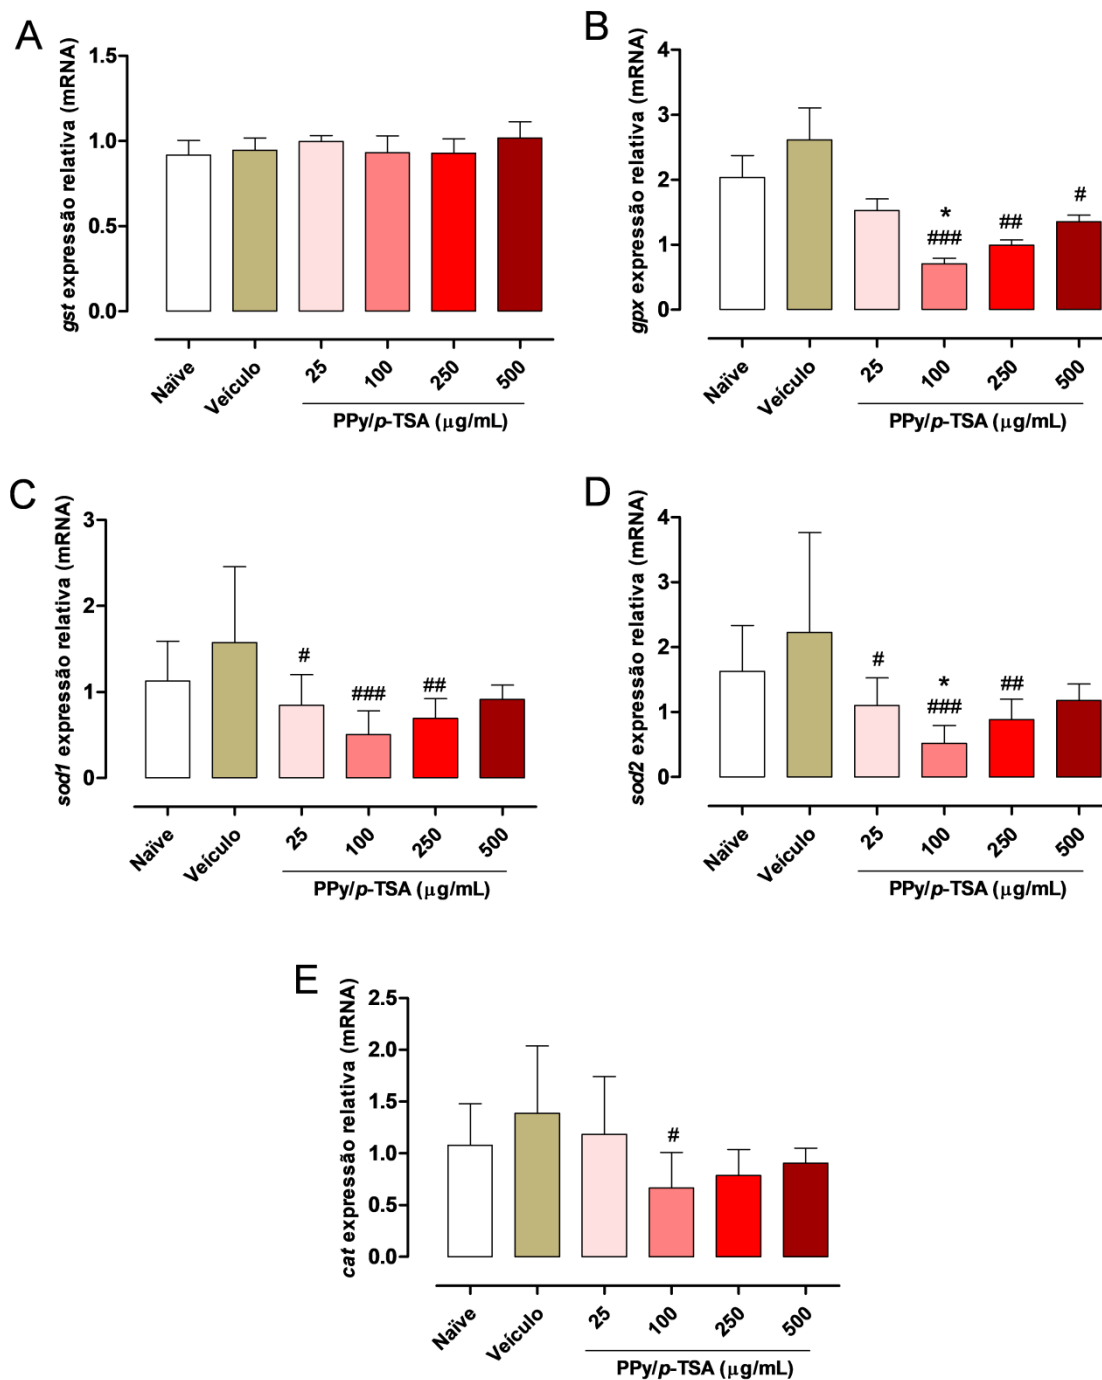 A
gst expressão relativa (mRNA)
1.5
1.0
0.5
0.0
Naïve
Veículo
25
100
250
500
PPy/p-TSA (μg/mL)
B
gpx expressão relativa (mRNA)
4
3
2
1
0
*
###
##
#
Naïve
Veículo
25
100
250
500
PPy/p-TSA (μg/mL)
C
sod1 expressão relativa (mRNA)
3
2
1
0
#
###
##
Naïve
Veículo
25
100
250
500
PPy/p-TSA (μg/mL)
D
sod2 expressão relativa (mRNA)
4
3
2
1
0
#
*
###
##
Naïve
Veículo
25
100
250
500
PPy/p-TSA (μg/mL)
E
cat expressão relativa (mRNA)
2.5
2.0
1.5
1.0
0.5
0.0
#
Naïve
Veículo
25
100
250
500
PPy/p-TSA (μg/mL)